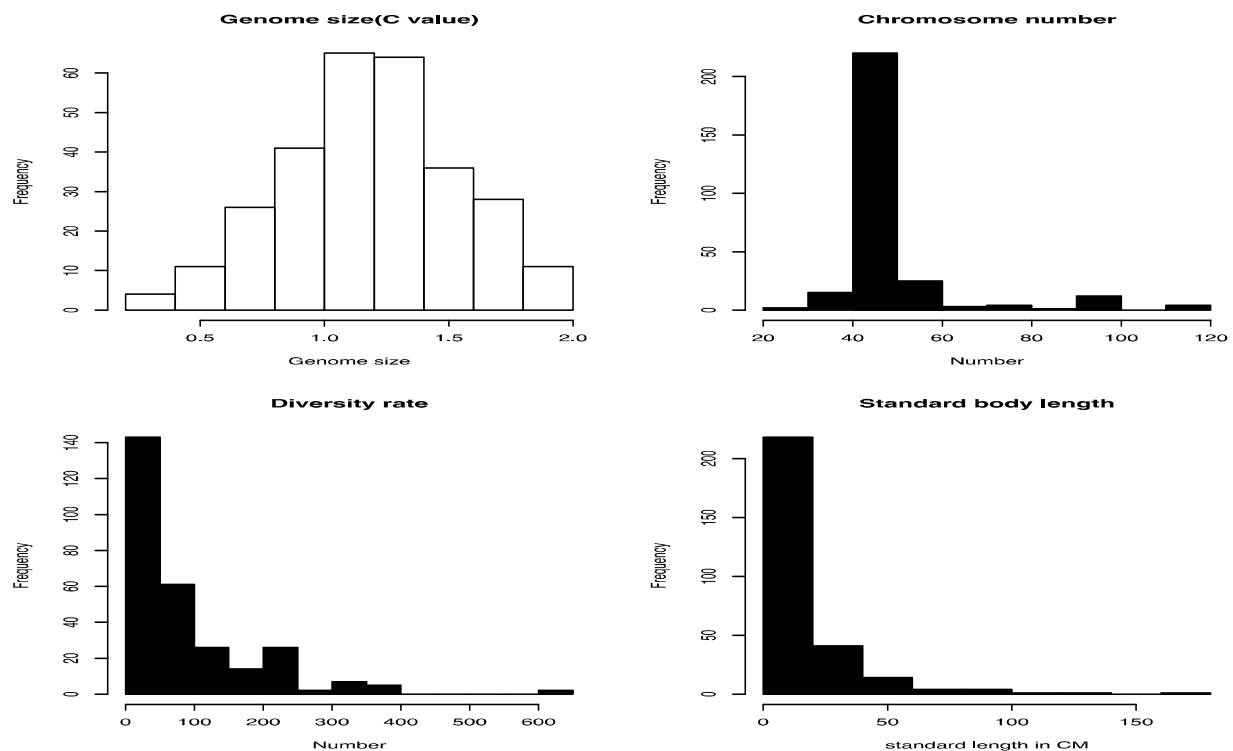 Genome size(C value)
Frequency
0 10 20 30 40 50 60
0.5 1.0 1.5 2.0
Genome size
Chromosome number
Frequency
0 50 100 150 200
20 40 60 80 100 120
Number
Diversity rate
Frequency
0 20 40 60 80 100 120 140
0 100 200 300 400 500 600
Number
Standard body length
Frequency
0 50 100 150 200
0 50 100 150
standard length in CM